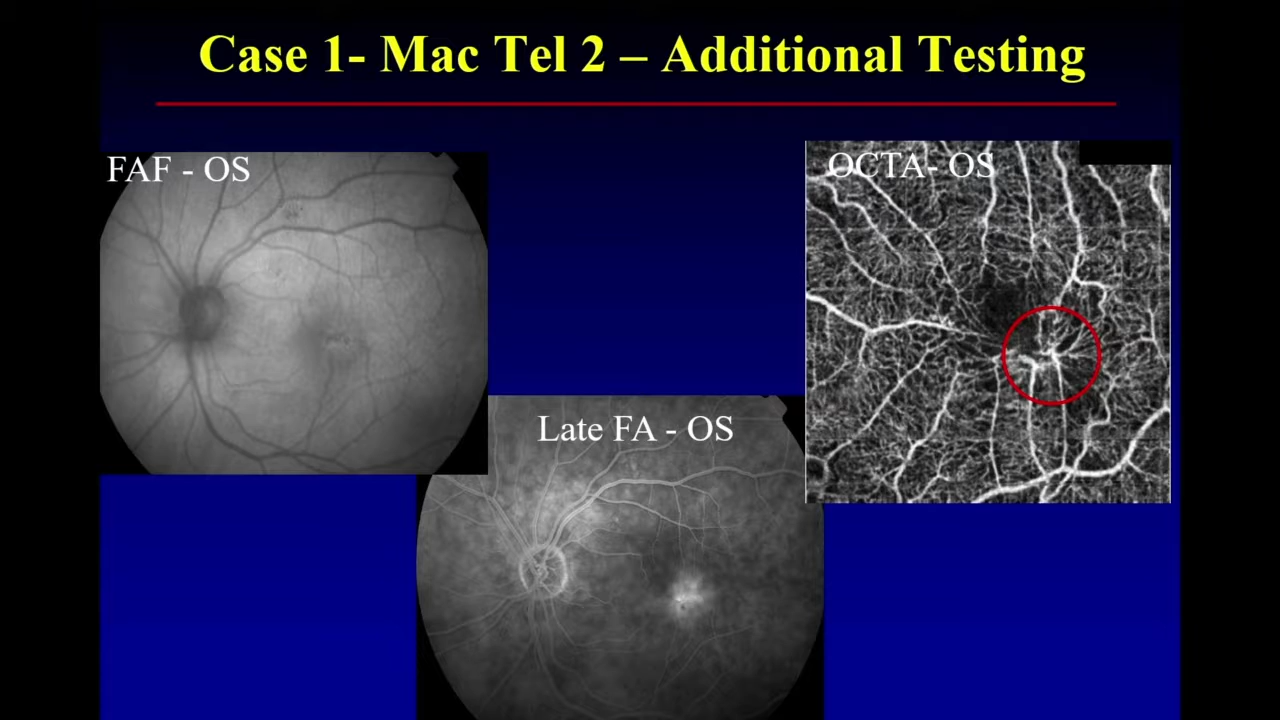 Case 1- Mac Tel 2 – Additional Testing
FAF - OS
OCTA- OS
Late FA - OS